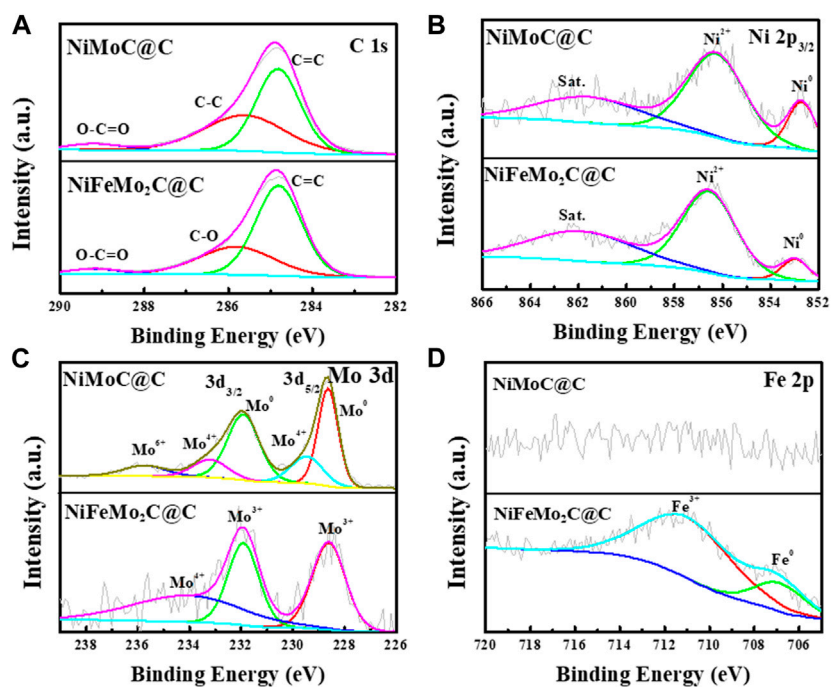 A
NiMoC@C
C 1s
C=C
C-C
O-C=O
NiFeMo₂C@C
C=C
C-O
O-C=O
Intensity (a.u.)
290 288 286 284 282
Binding Energy (eV)
B
NiMoC@C
Ni 2p₃/₂
Ni²⁺
Sat.
Ni⁰
NiFeMo₂C@C
Ni²⁺
Sat.
Ni⁰
Intensity (a.u.)
866 864 862 860 858 856 854 852
Binding Energy (eV)
C
NiMoC@C
Mo 3d
3d₃/₂
3d₅/₂
Mo⁰
Mo⁰
Mo⁴⁺
Mo⁴⁺
Mo⁶⁺
NiFeMo₂C@C
Mo³⁺
Mo³⁺
Mo⁴⁺
Intensity (a.u.)
238 236 234 232 230 228 226
Binding Energy (eV)
D
Fe 2p
NiMoC@C
NiFeMo₂C@C
Fe³⁺
Fe⁰
Intensity (a.u.)
720 718 716 714 712 710 708 706
Binding Energy (eV)